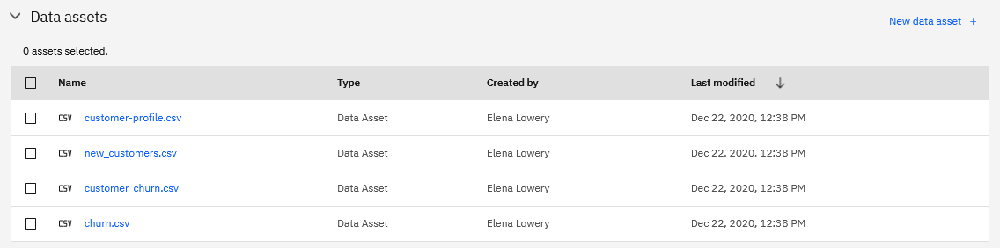 Data assets
New data asset +
0 assets selected.
Name Type Created by Last modified
CSV customer-profile.csv Data Asset Elena Lowery Dec 22, 2020, 12:38 PM
CSV new_customers.csv Data Asset Elena Lowery Dec 22, 2020, 12:38 PM
CSV customer_churn.csv Data Asset Elena Lowery Dec 22, 2020, 12:38 PM
CSV churn.csv Data Asset Elena Lowery Dec 22, 2020, 12:38 PM